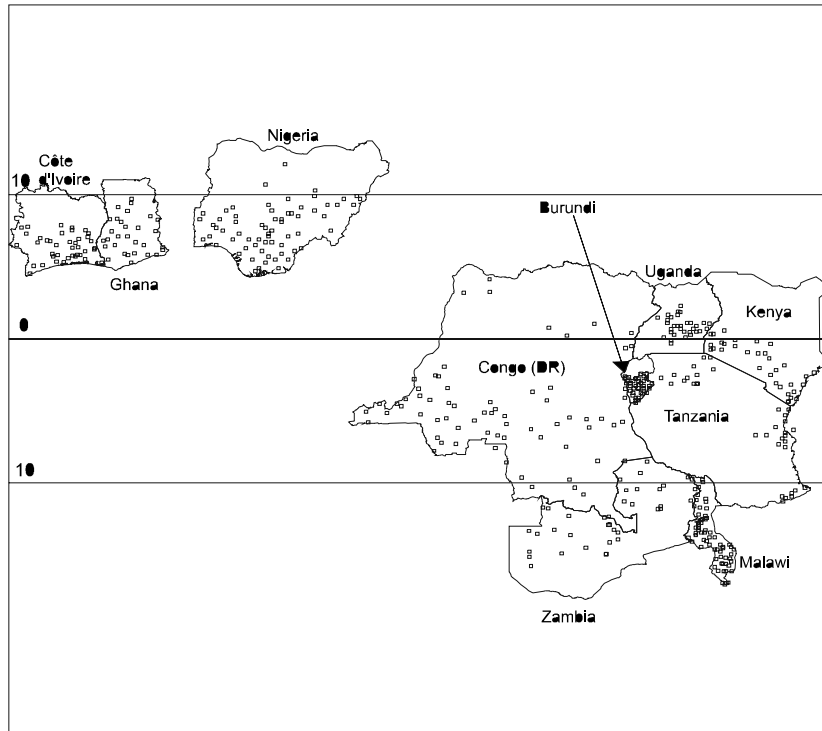 Nigeria
Côte
d'Ivoire
10
Burundi
Ghana
Uganda
Kenya
0
Congo (DR)
Tanzania
10
Malawi
Zambia